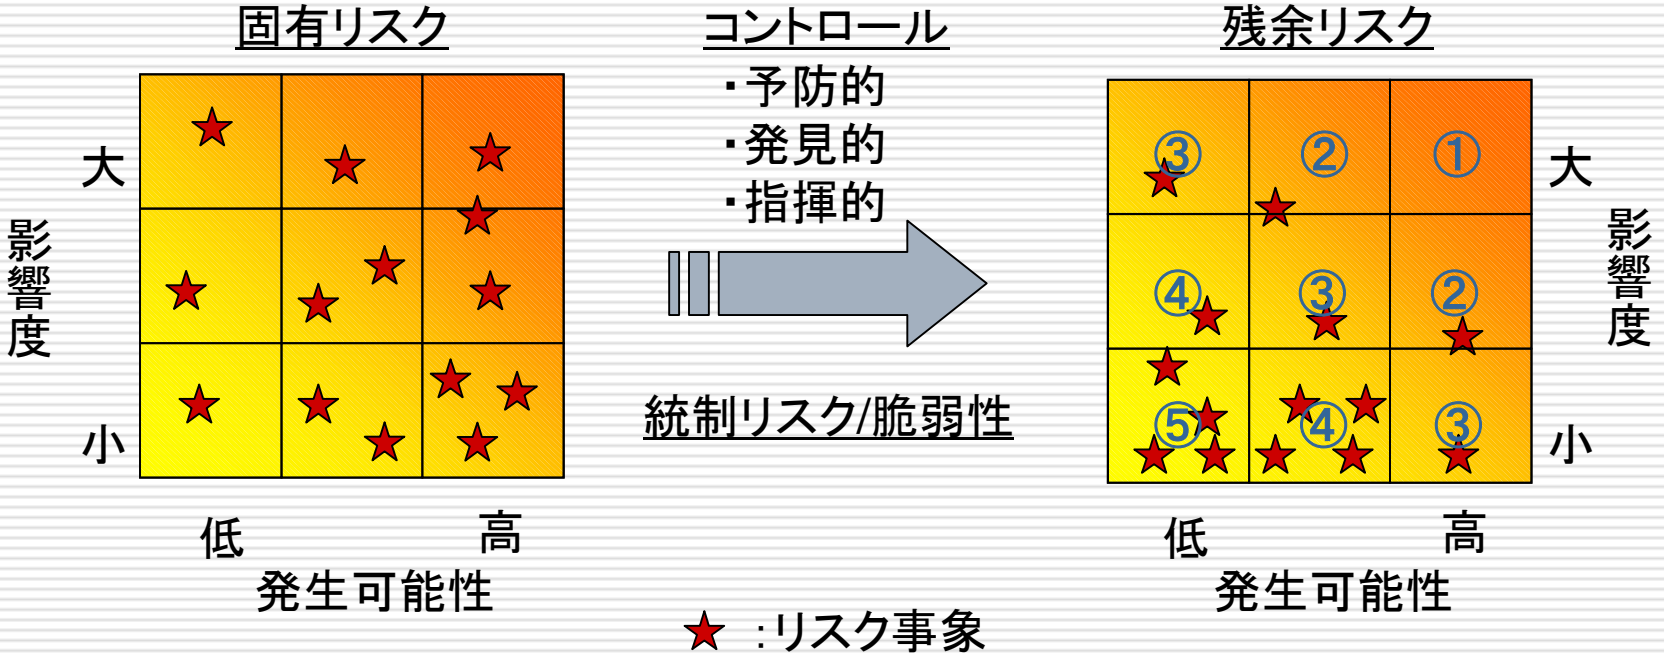 固有リスク
コントロール
残余リスク
・予防的
・発見的
・指揮的
大
小
影響度
低
高
発生可能性
統制リスク/脆弱性
③
②
①
④
③
②
⑤
④
③
大
小
影響度
低
高
発生可能性
★ :リスク事象